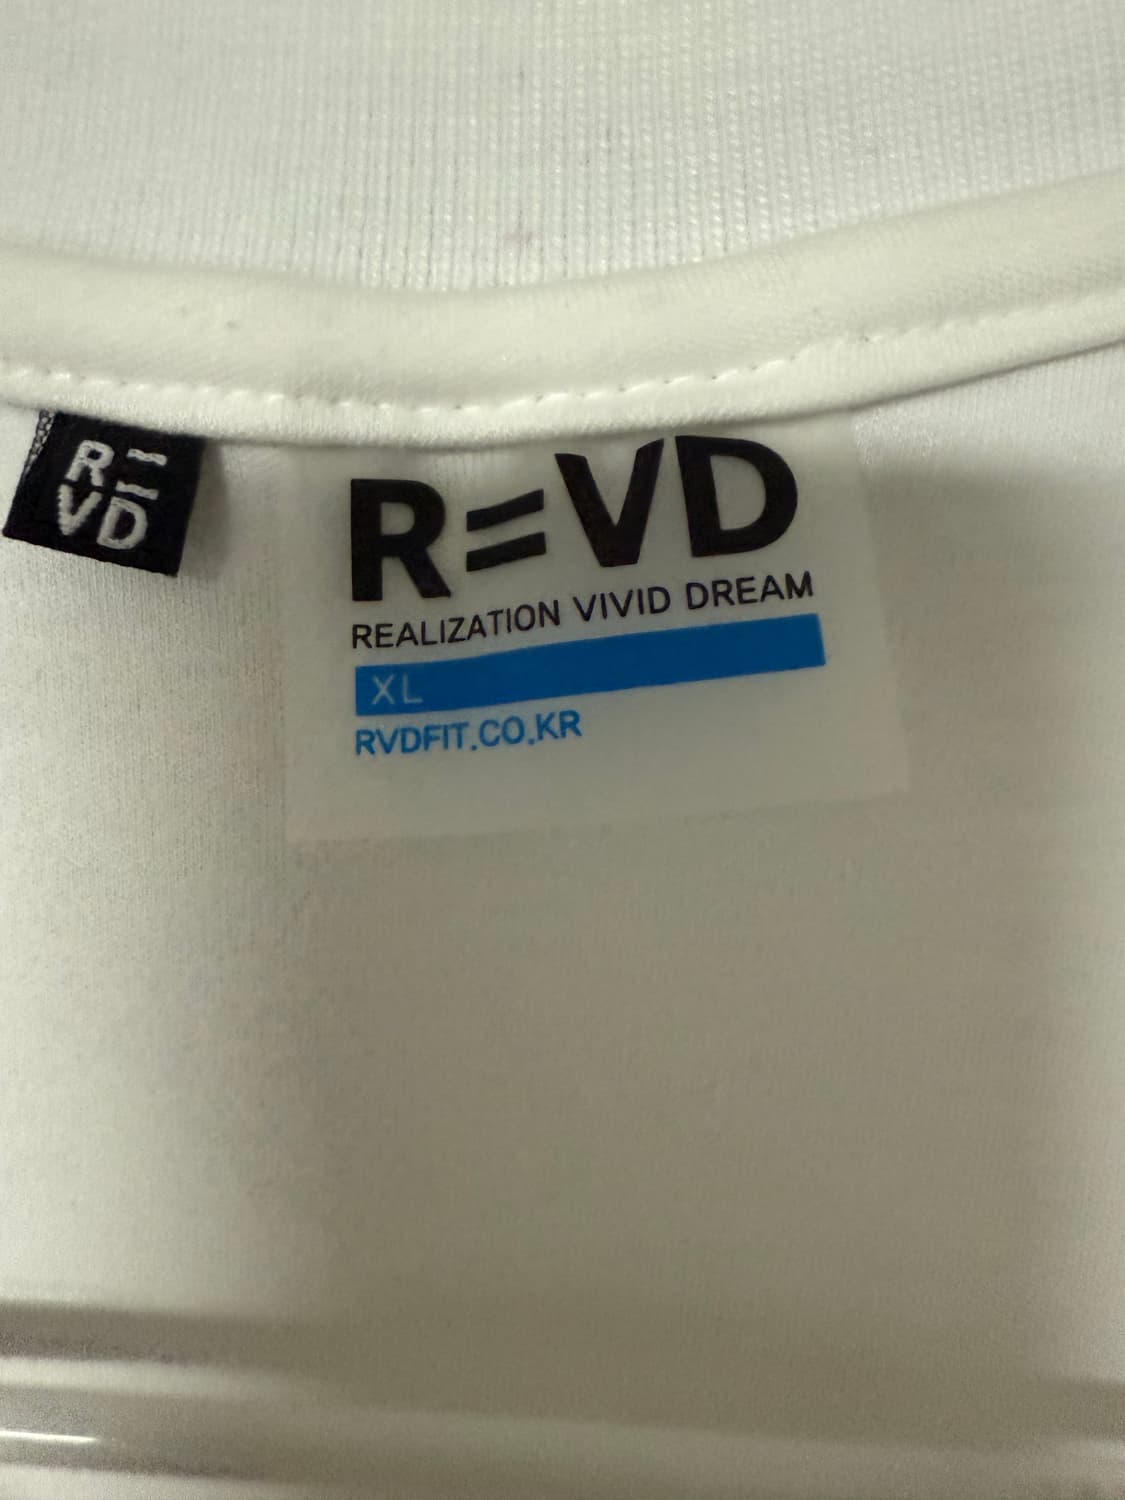 R=
VD
R=VD
REALIZATION VIVID DREAM
XL
RVDFIT.CO.KR